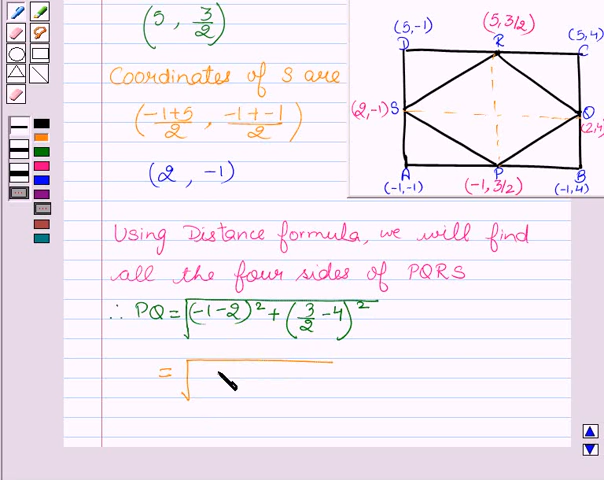 (5, 3/2)
Coordinates of S are
((-1+5)/2, (-1+-1)/2)
(2, -1)
Using Distance formula, we will find
all the four sides of PQRS
∴ PQ = √((-1-2)² + (3/2-4)²)
= √
(5,-1)
D
(5,3/2)
R
(5,4)
C
(2,-1)
S
Q
(2,4
A
(-1,-1)
P
(-1,3/2)
B
(-1,4)